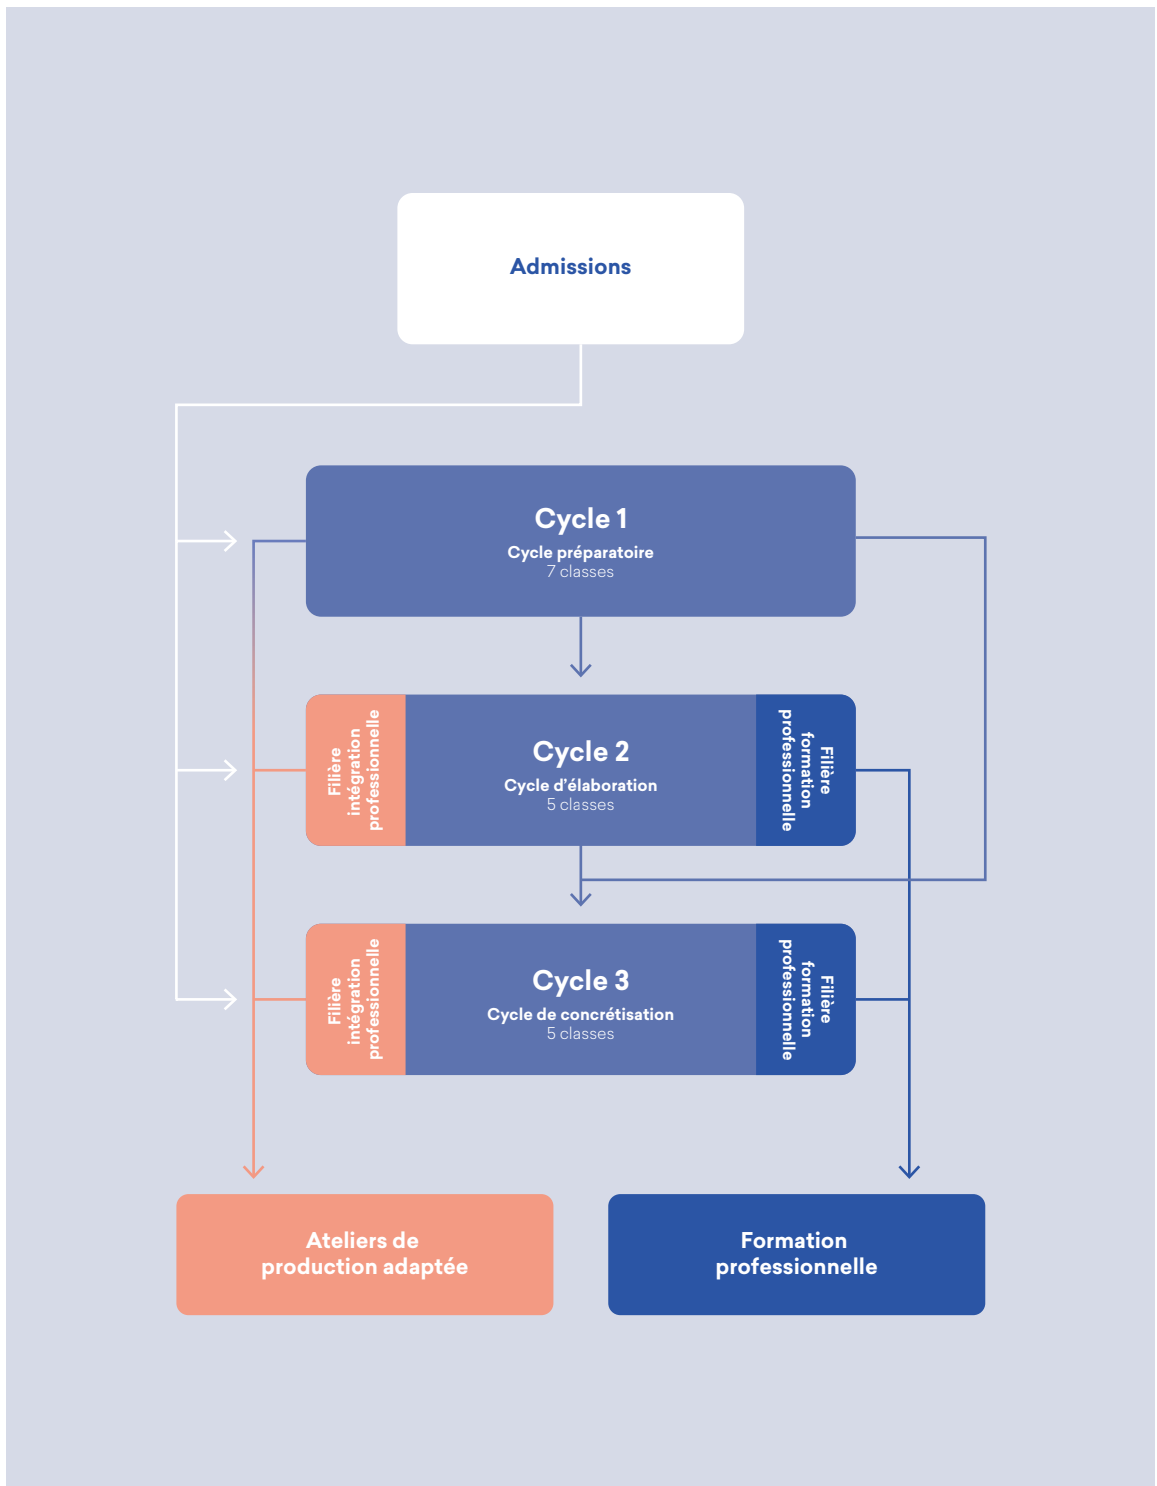 Admissions
Cycle 1
Cycle préparatoire
7 classes
Filière
intégration
professionnelle
Cycle 2
Cycle d'élaboration
5 classes
Filière
formation
professionnelle
Filière
intégration
professionnelle
Cycle 3
Cycle de concrétisation
5 classes
Filière
formation
professionnelle
Ateliers de
production adaptée
Formation
professionnelle